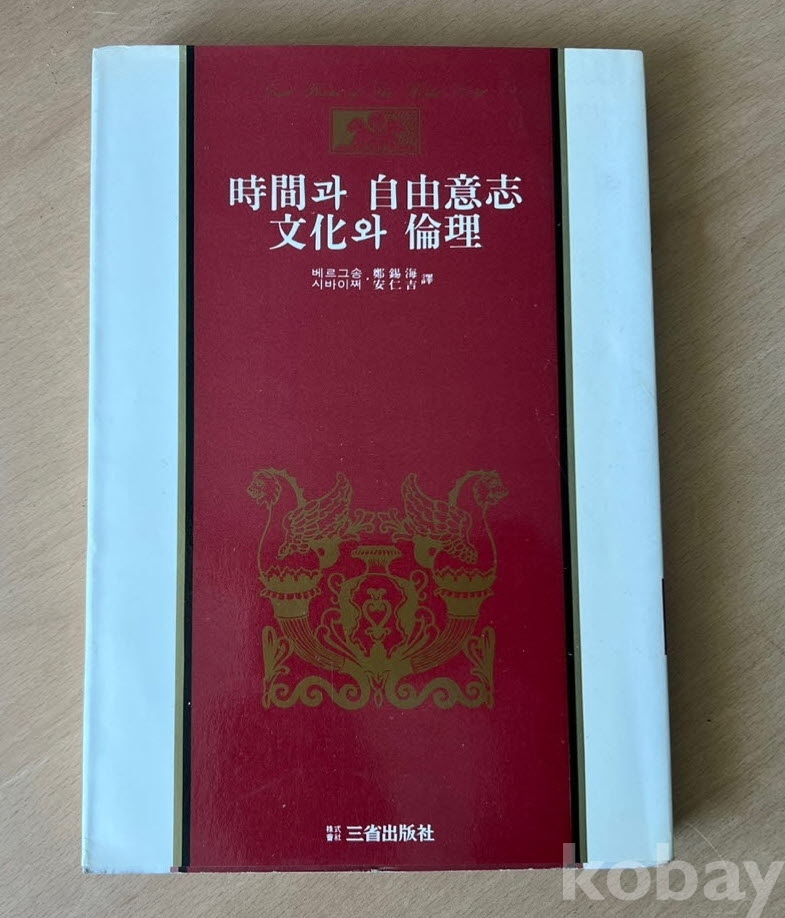 時間과 自由意志
文化와 倫理
베르그송 · 鄭錫海 譯
시바이쩌 · 安仁吉 譯
株式會社 三省出版社
kobay